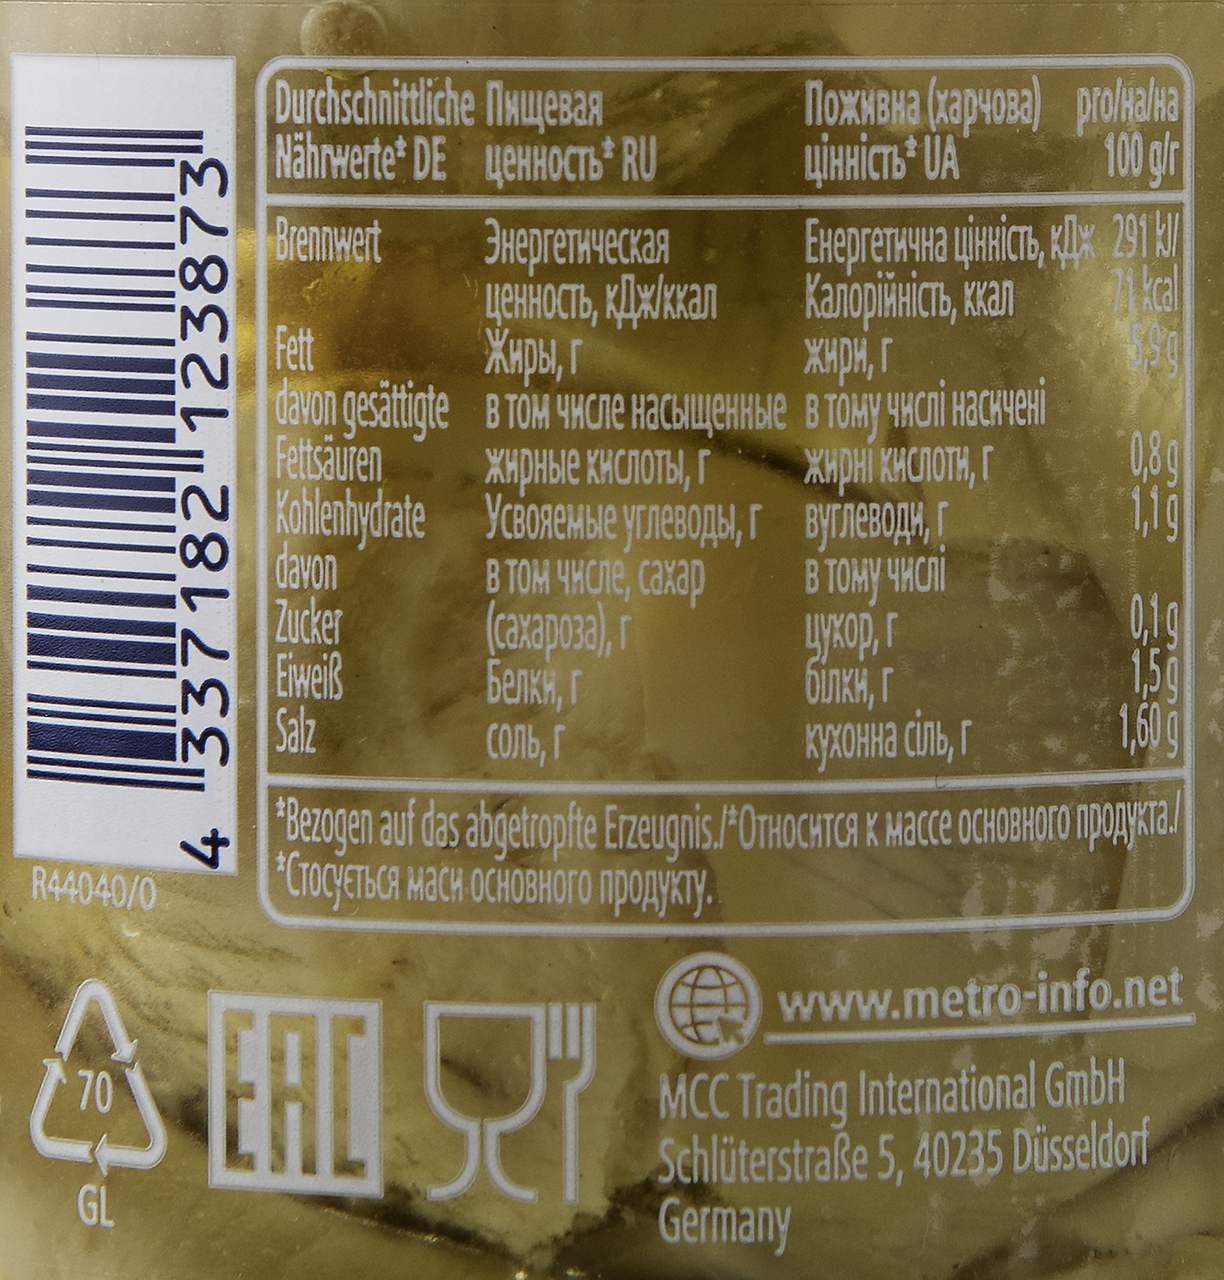 4 337182 123873
R44040/0
Durchschnittliche Пищевая Поживна (харчова) pro/на/на
Nährwerte* DE ценность* RU цінність* UA 100 g/г
Brennwert Энергетическая Енергетична цінність, кДж 291 kJ/
ценность, кДж/ккал Калорійність, ккал 71 kcal
Fett Жиры, г жири, г 5,9 g
davon gesättigte в том числе насыщенные в тому числі насичені
Fettsäuren жирные кислоты, г жирні кислоти, г 0,8 g
Kohlenhydrate Усвояемые углеводы, г вуглеводи, г 1,1 g
davon в том числе, сахар в тому числі
Zucker (сахароза), г цукор, г 0,1 g
Eiweiß Белки, г білки, г 1,5 g
Salz соль, г кухонна сіль, г 1,60 g
*Bezogen auf das abgetropfte Erzeugnis./*Относится к массе основного продукта./
*Стосується маси основного продукту.
70
GL
EAC
www.metro-info.net
MCC Trading International GmbH
Schlüterstraße 5, 40235 Düsseldorf
Germany